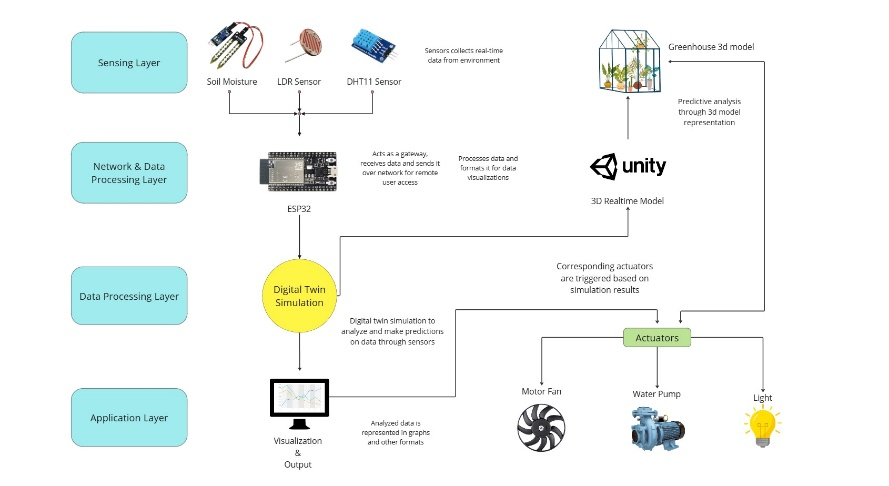 Sensing Layer
Soil Moisture
LDR Sensor
DHT11 Sensor
Sensors collects real-time
data from environment
Greenhouse 3d model
Predictive analysis
through 3d model
representation
Network & Data
Processing Layer
ESP32
Acts as a gateway,
receives data and sends it
over network for remote
user access
Processes data and
formats it for data
visualizations
unity
3D Realtime Model
Data Processing Layer
Digital Twin
Simulation
Digital twin simulation to
analyze and make predictions
on data through sensors
Corresponding actuators
are triggered based on
simulation results
Actuators
Application Layer
Visualization
&
Output
Analyzed data is
represented in graphs
and other formats
Motor Fan
Water Pump
Light